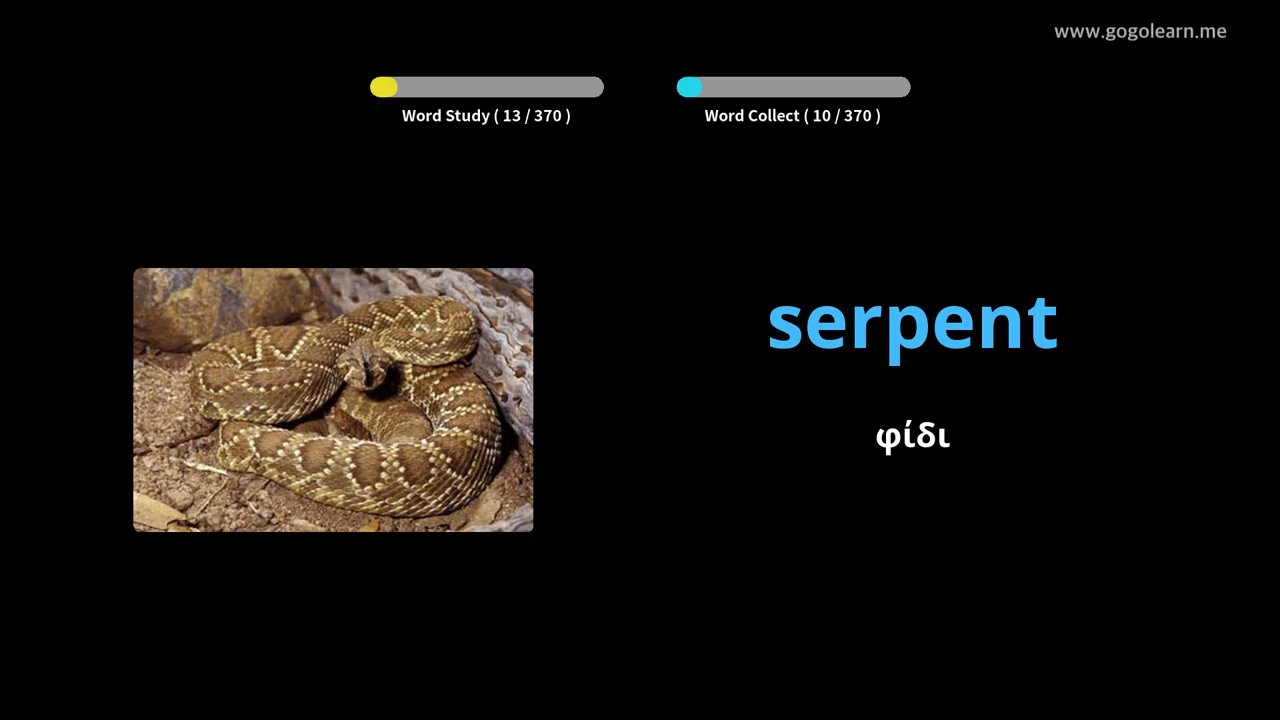 www.gogolearn.me
Word Study ( 13 / 370 )
Word Collect ( 10 / 370 )
serpent
φίδι